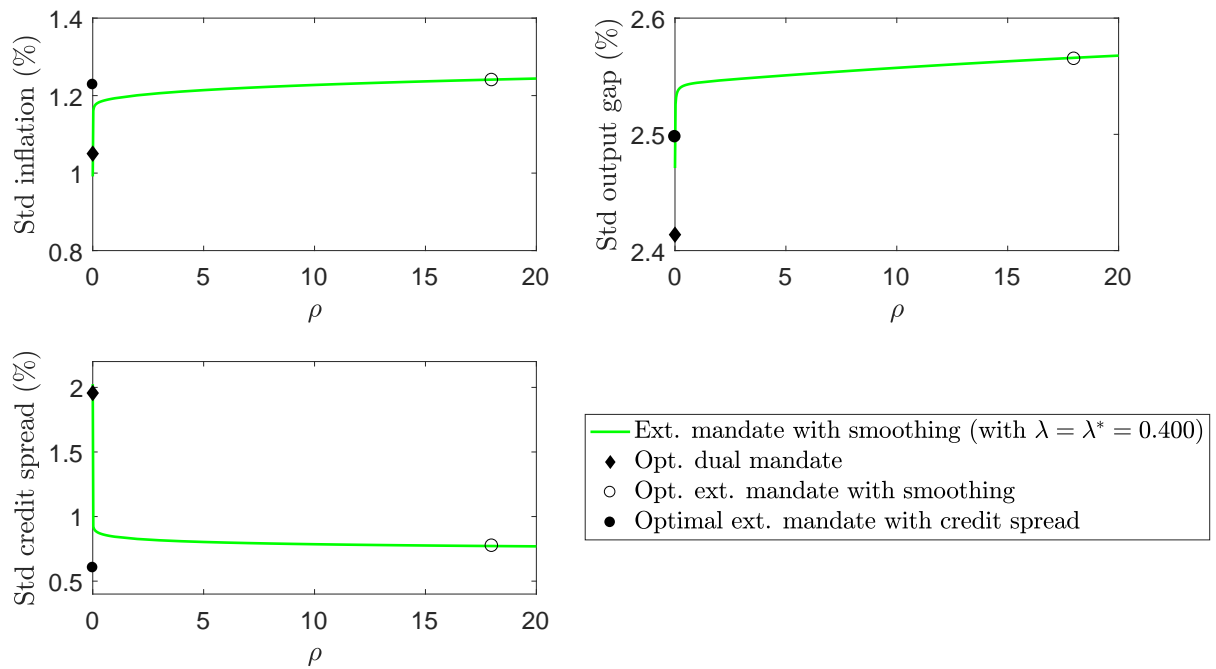 Std inflation (%)
1.4
1.2
1
0.8
0 5 10 15 20
ρ
Std output gap (%)
2.6
2.5
2.4
0 5 10 15 20
ρ
Std credit spread (%)
2
1.5
1
0.5
0 5 10 15 20
ρ
Ext. mandate with smoothing (with λ = λ* = 0.400)
Opt. dual mandate
Opt. ext. mandate with smoothing
Optimal ext. mandate with credit spread